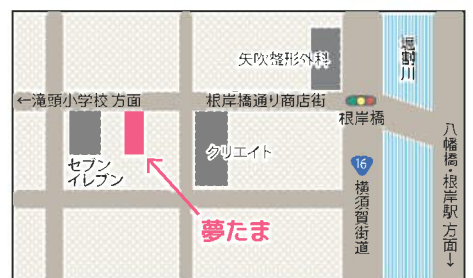 矢吹整形外科
堀割川
←滝頭小学校 方面
根岸橋通り商店街
根岸橋
セブン
イレブン
クリエイト
夢たま
16
横須賀街道
八幡橋・根岸駅 方面↓